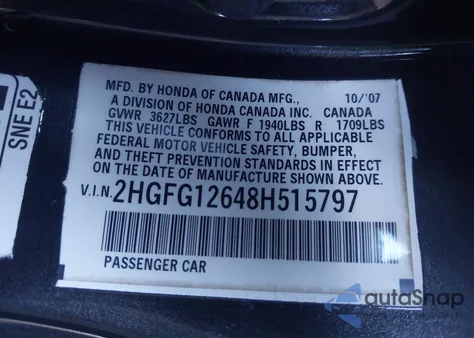 MFD. BY HONDA OF CANADA MFG., 10/'07
A DIVISION OF HONDA CANADA INC. CANADA
GVWR 3627LBS GAWR F 1940LBS R 1709LBS
THIS VEHICLE CONFORMS TO ALL APPLICABLE
FEDERAL MOTOR VEHICLE SAFETY, BUMPER,
AND THEFT PREVENTION STANDARDS IN EFFECT
ON THE DATE OF MANUFACTURE SHOWN ABOVE.
V.I.N. 2HGFG12648H515797
PASSENGER CAR
SNE E2
autoSnap